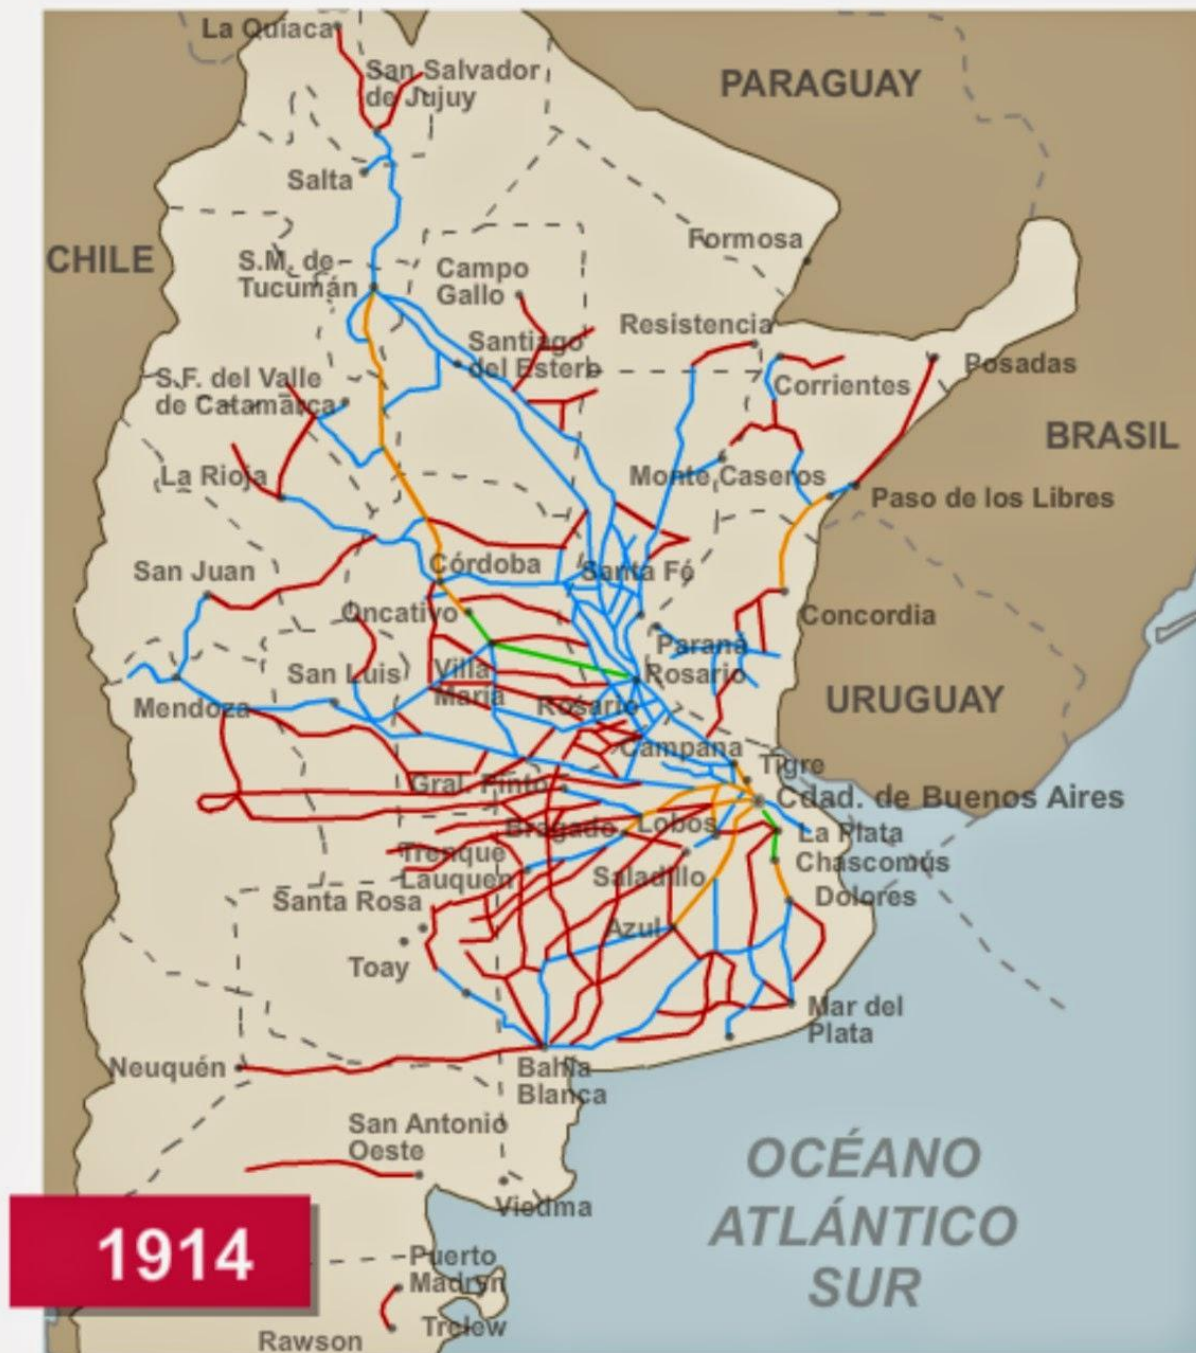 La Quiaca
San Salvador
de Jujuy
PARAGUAY
Salta
Formosa
CHILE
S.M. de
Tucumán
Campo
Gallo
Resistencia
Santiago
del Estero
Posadas
S.F. del Valle
de Catamarca
Corrientes
BRASIL
La Rioja
Monte Caseros
Paso de los Libres
San Juan
Córdoba
Santa Fé
Oncativo
Concordia
Paraná
San Luis
Villa
María
Rosario
Mendoza
Rosario
URUGUAY
Campana
Tigre
Gral. Pinto
Cdad. de Buenos Aires
Bragado
Lobos
La Plata
Trenque
Lauquen
Chascomús
Saladillo
Dolores
Santa Rosa
Azul
Toay
Mar del
Plata
Neuquén
Bahía
Blanca
San Antonio
Oeste
OCÉANO
ATLÁNTICO
SUR
Viedma
1914
Puerto
Madryn
Trelew
Rawson